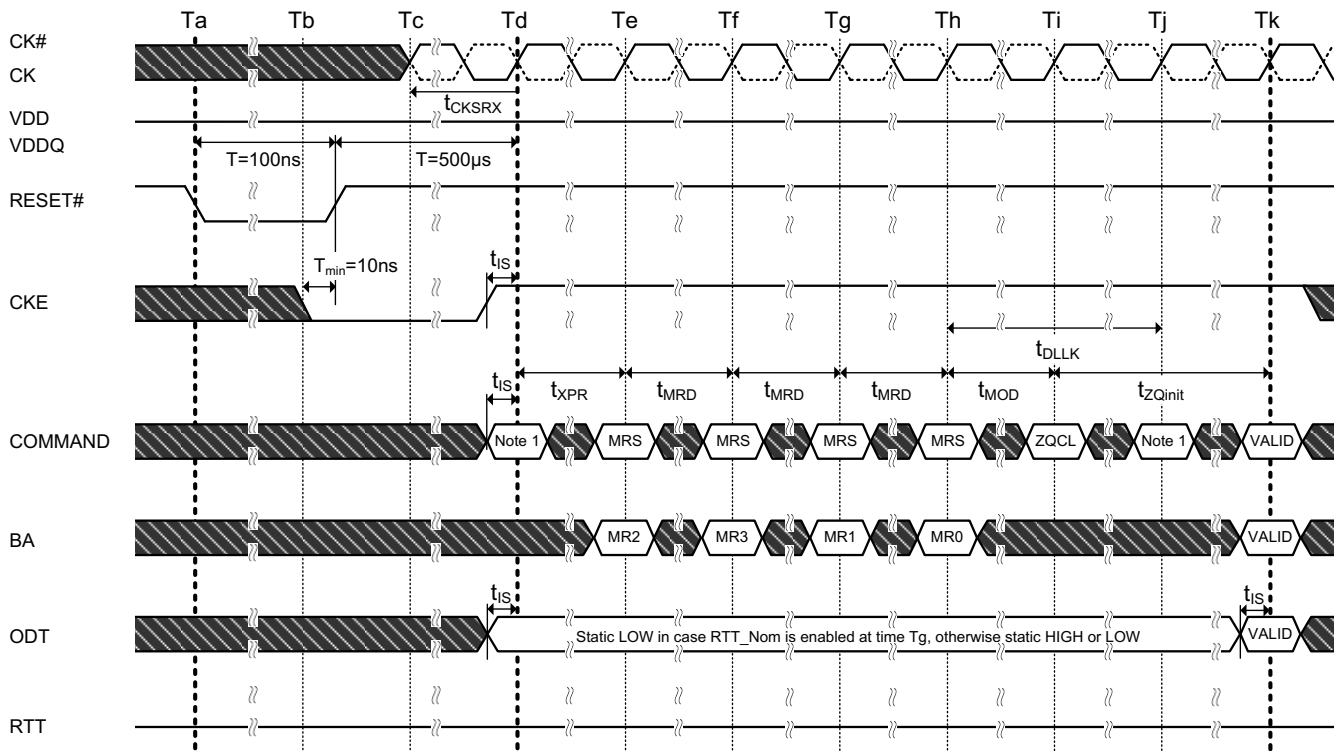 Ta Tb Tc Td Te Tf Tg Th Ti Tj Tk
CK#
CK
tCKSRX
VDD
VDDQ
T=100ns T=500µs
RESET#
Tmin=10ns tIS
CKE
tDLLK
tIS tXPR tMRD tMRD tMRD tMOD tZQinit
COMMAND Note 1 MRS MRS MRS MRS ZQCL Note 1 VALID
BA MR2 MR3 MR1 MR0 VALID
tIS tIS
ODT Static LOW in case RTT_Nom is enabled at time Tg, otherwise static HIGH or LOW VALID
RTT